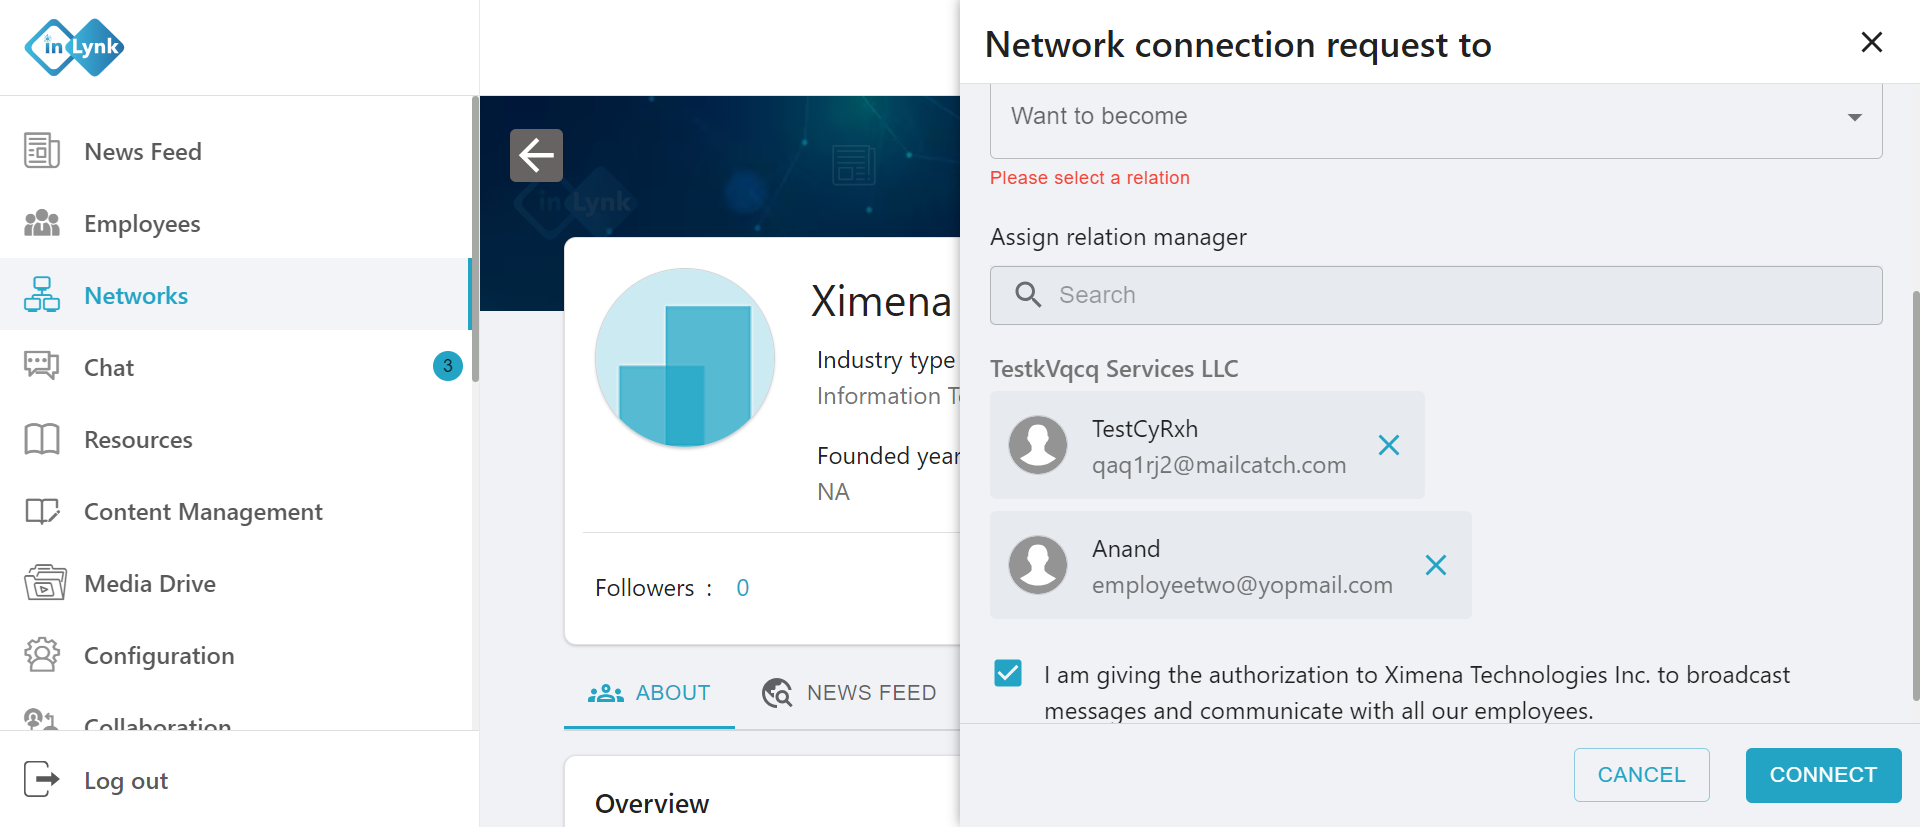 in Lynk
News Feed
Employees
Networks
Chat
3
Resources
Content Management
Media Drive
Configuration
Collaboration
Log out
in Lynk
Ximena
Industry type
Information
Founded year
NA
Followers : 0
ABOUT
NEWS FEED
Overview
Network connection request to
Want to become
Please select a relation
Assign relation manager
Search
TestkVqcq Services LLC
TestCyRxh
qaq1rj2@mailcatch.com
Anand
employeetwo@yopmail.com
I am giving the authorization to Ximena Technologies Inc. to broadcast
messages and communicate with all our employees.
CANCEL
CONNECT